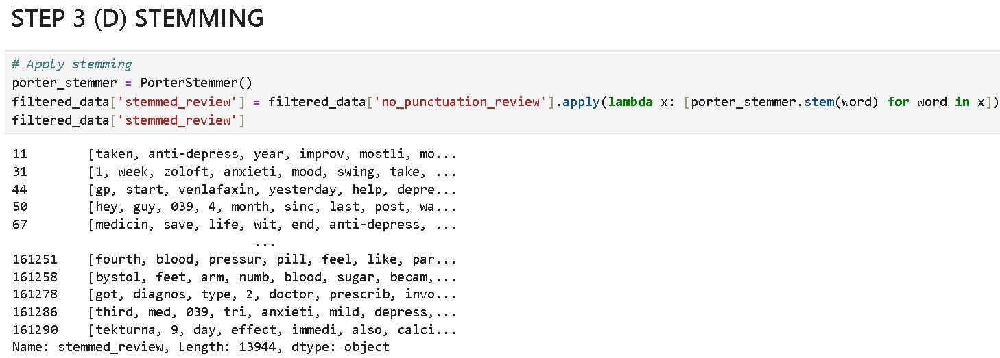 STEP 3 (D) STEMMING
# Apply stemming
porter_stemmer = PorterStemmer()
filtered_data['stemmed_review'] = filtered_data['no_punctuation_review'].apply(lambda x: [porter_stemmer.stem(word) for word in x])
filtered_data['stemmed_review']
11        [taken, anti-depress, year, improv, mostli, mo...
31        [1, week, zoloft, anxieti, mood, swing, take, ...
44        [gp, start, venlafaxin, yesterday, help, depre...
50        [hey, guy, 039, 4, month, sinc, last, post, wa...
67        [medicin, save, life, wit, end, anti-depress, ...
                                ...
161251    [fourth, blood, pressur, pill, feel, like, par...
161258    [bystol, feet, arm, numb, blood, sugar, becam,...
161278    [got, diagnos, type, 2, doctor, prescrib, invo...
161286    [third, med, 039, tri, anxieti, mild, depress,...
161290    [tekturna, 9, day, effect, immedi, also, calci...
Name: stemmed_review, Length: 13944, dtype: object